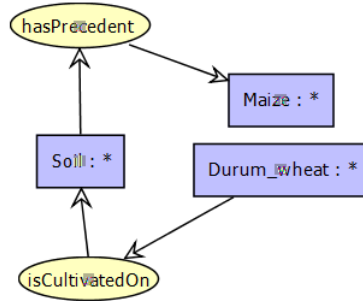 hasPrecedent
Maize : *
Soil : *
Durum_wheat : *
isCultivatedOn